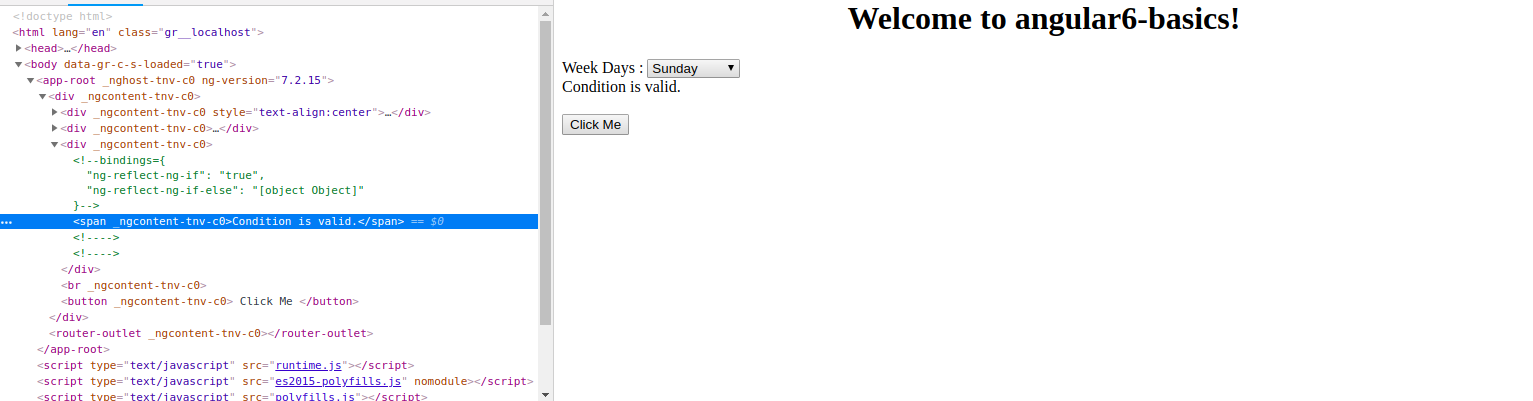 <!doctype html>
<html lang="en" class="gr__localhost">
<head>…</head>
<body data-gr-c-s-loaded="true">
<app-root _nghost-tnv-c0 ng-version="7.2.15">
<div _ngcontent-tnv-c0>
<div _ngcontent-tnv-c0 style="text-align:center">…</div>
<div _ngcontent-tnv-c0>…</div>
<div _ngcontent-tnv-c0>
<!--bindings={
"ng-reflect-ng-if": "true",
"ng-reflect-ng-if-else": "[object Object]"
}-->
<span _ngcontent-tnv-c0>Condition is valid.</span> == $0
<!---->
<!---->
</div>
<br _ngcontent-tnv-c0>
<button _ngcontent-tnv-c0> Click Me </button>
</div>
<router-outlet _ngcontent-tnv-c0></router-outlet>
</app-root>
<script type="text/javascript" src="runtime.js"></script>
<script type="text/javascript" src="es2015-polyfills.js" nomodule></script>
<script type="text/javascript" src="polyfills.js"></script>
Welcome to angular6-basics!
Week Days : Sunday
Condition is valid.
Click Me